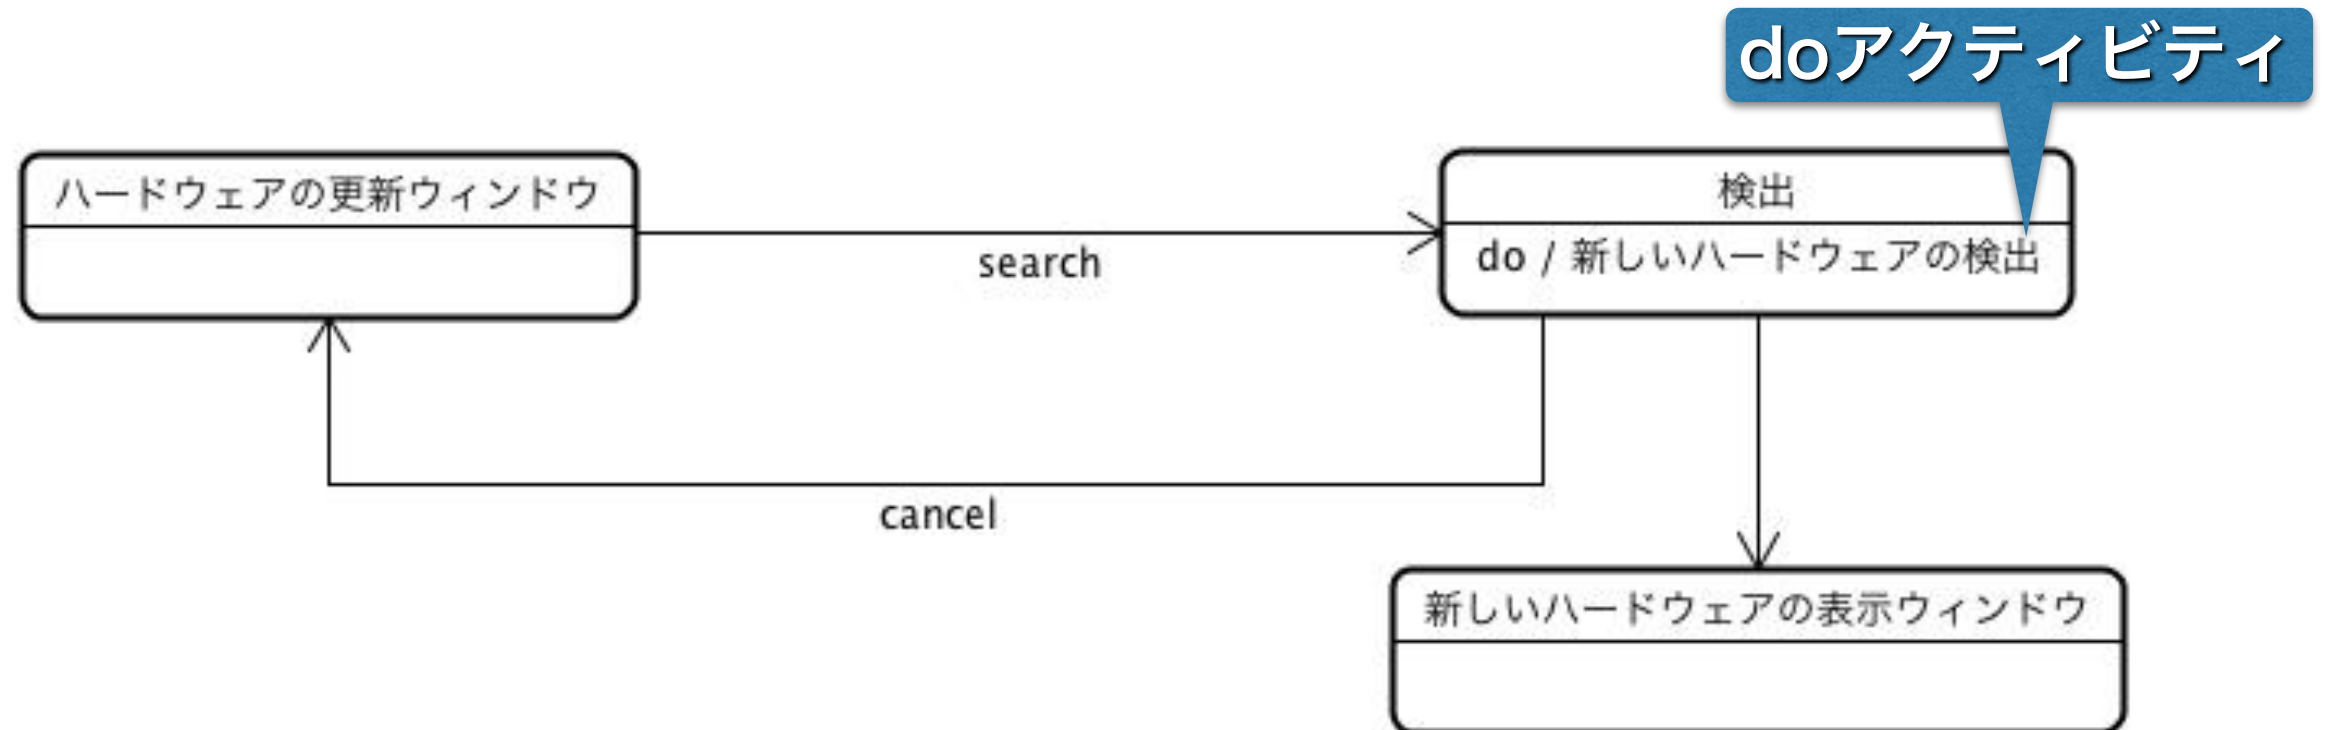 doアクティビティ
ハードウェアの更新ウィンドウ
検出
do / 新しいハードウェアの検出
search
cancel
新しいハードウェアの表示ウィンドウ